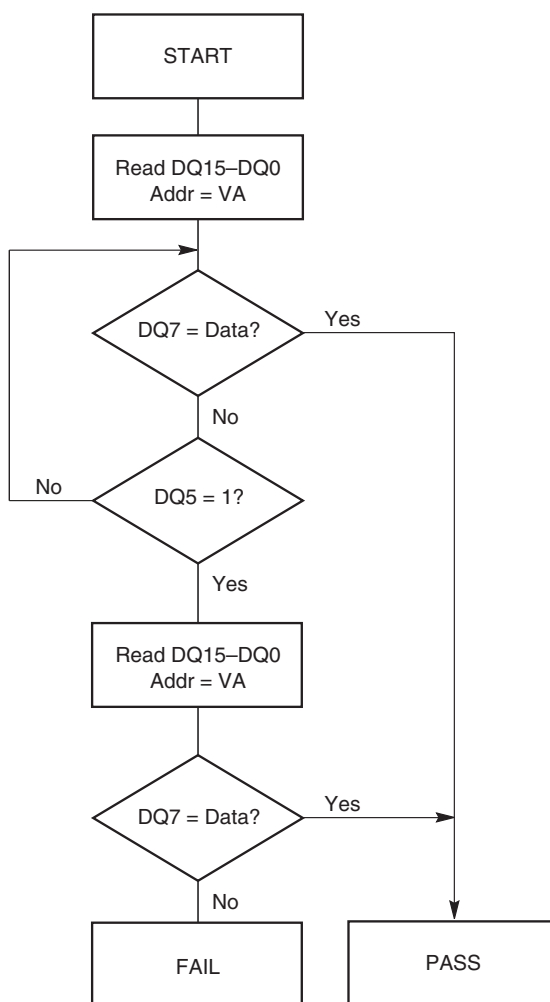 START
Read DQ15–DQ0
Addr = VA
DQ7 = Data?
Yes
No
No
DQ5 = 1?
Yes
Read DQ15–DQ0
Addr = VA
DQ7 = Data?
Yes
No
FAIL
PASS